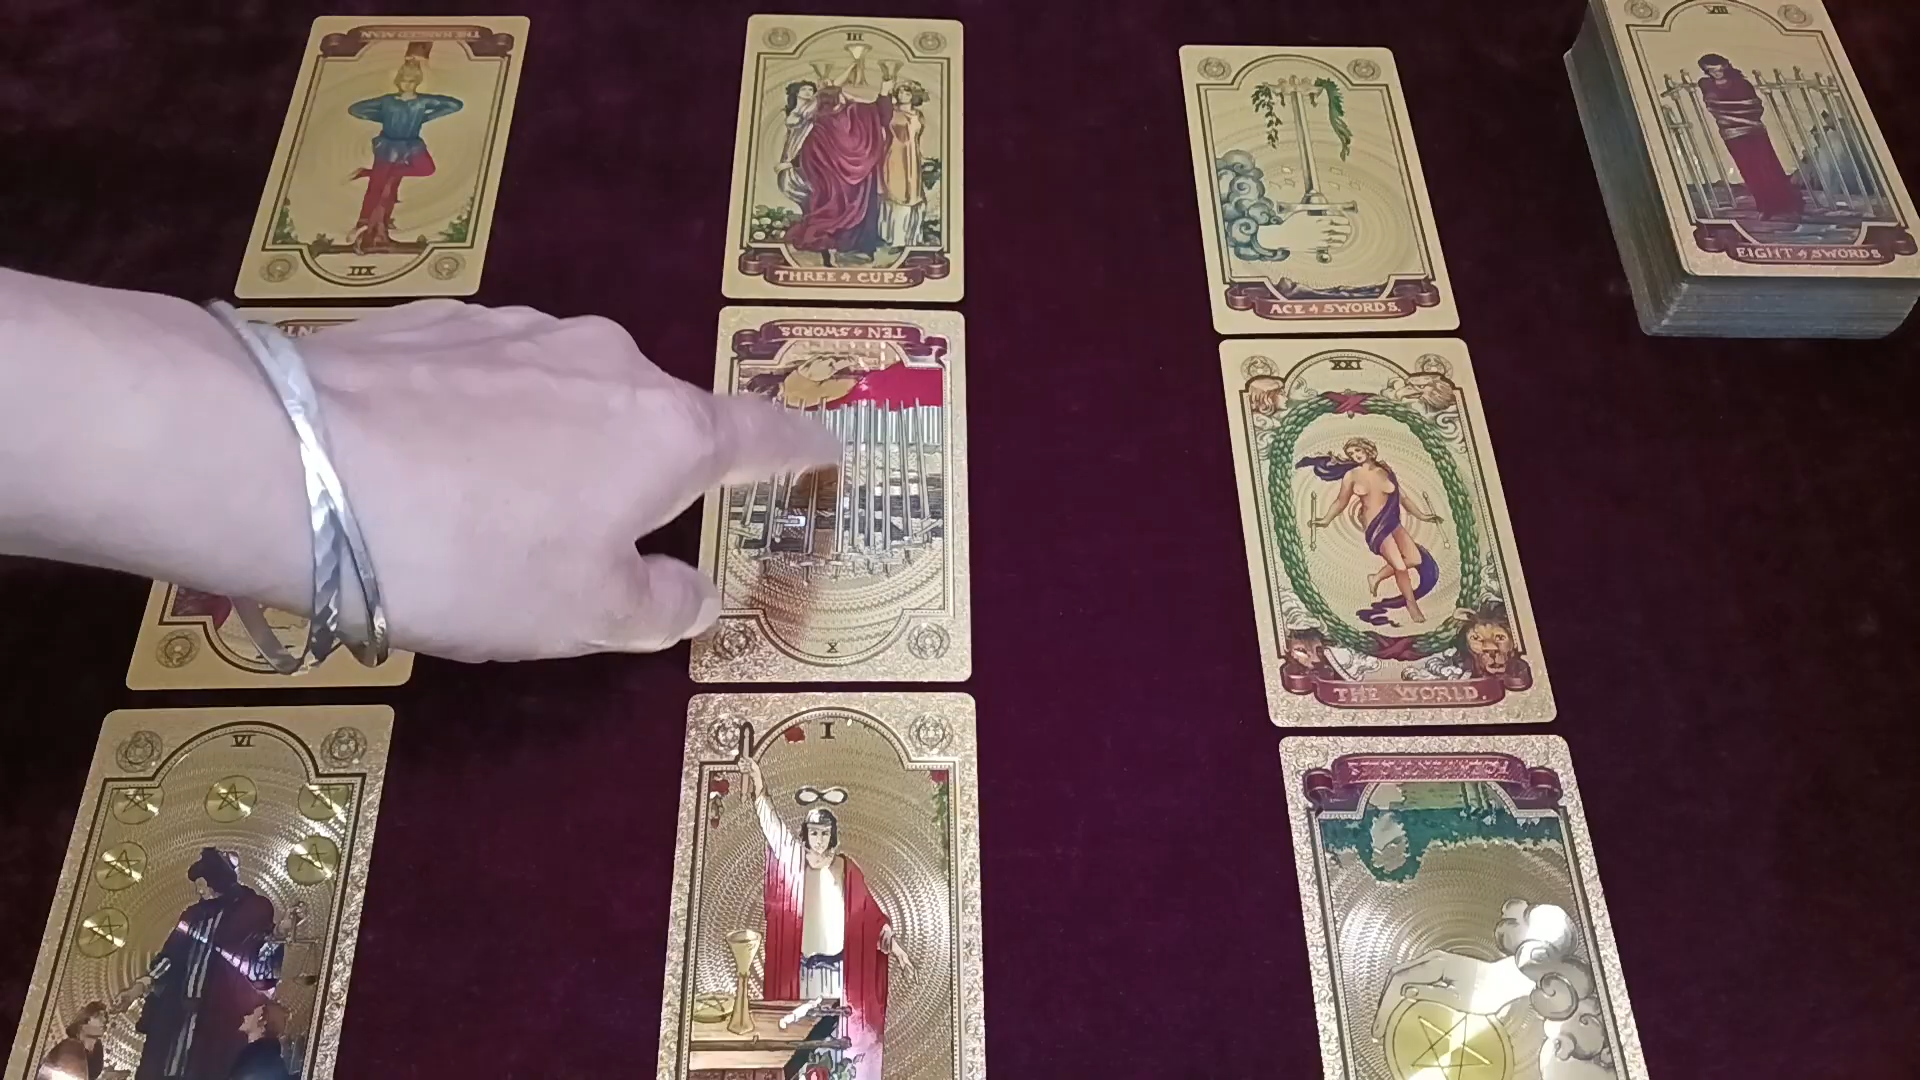 THE HANGED MAN
XII
III
THREE of CUPS.
ACE of SWORDS.
VIII
EIGHT of SWORDS.
TEN of SWORDS.
X
XXI
THE WORLD.
VI
I